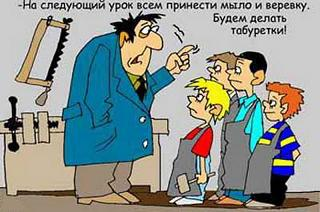 -На следующий урок всем принести мыло и веревку.
Будем делать
табуретки!